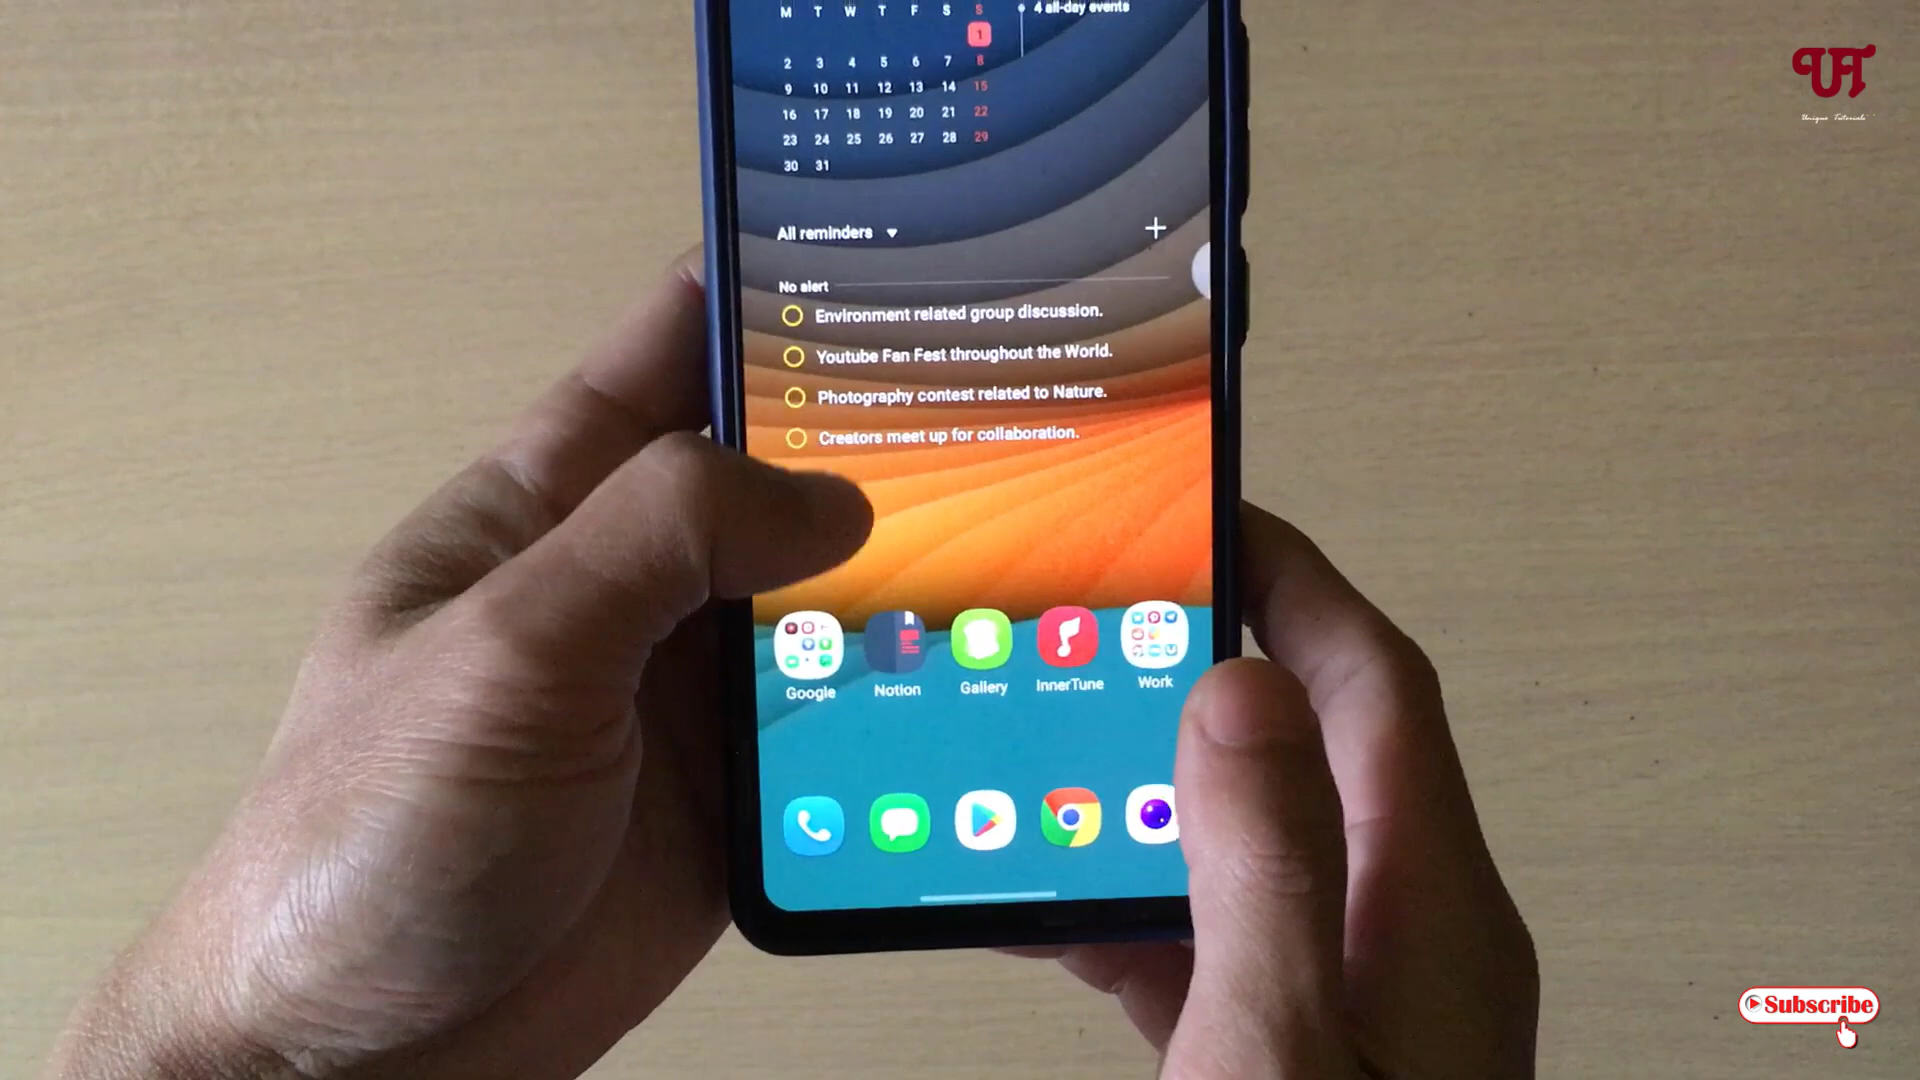 M T W T F S S
4 all-day events
1
2 3 4 5 6 7 8
9 10 11 12 13 14 15
16 17 18 19 20 21 22
23 24 25 26 27 28 29
30 31
All reminders
No alert
Environment related group discussion.
Youtube Fan Fest throughout the World.
Photography contest related to Nature.
Creators meet up for collaboration.
Google Notion Gallery InnerTune Work
UT
Unique Tutorials
Subscribe